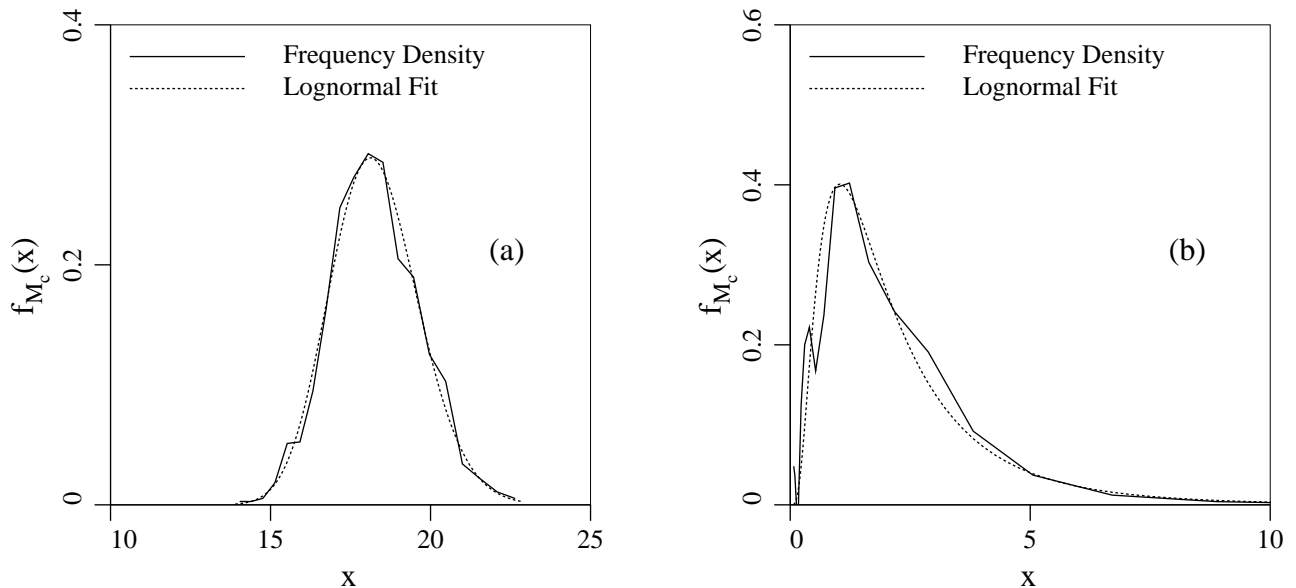 0.4
Frequency Density
Lognormal Fit
0.2
f_{M_c}(x)
(a)
0
10 15 20 25
x
0.6
Frequency Density
Lognormal Fit
0.4
f_{M_c}(x)
(b)
0.2
0
0 5 10
x